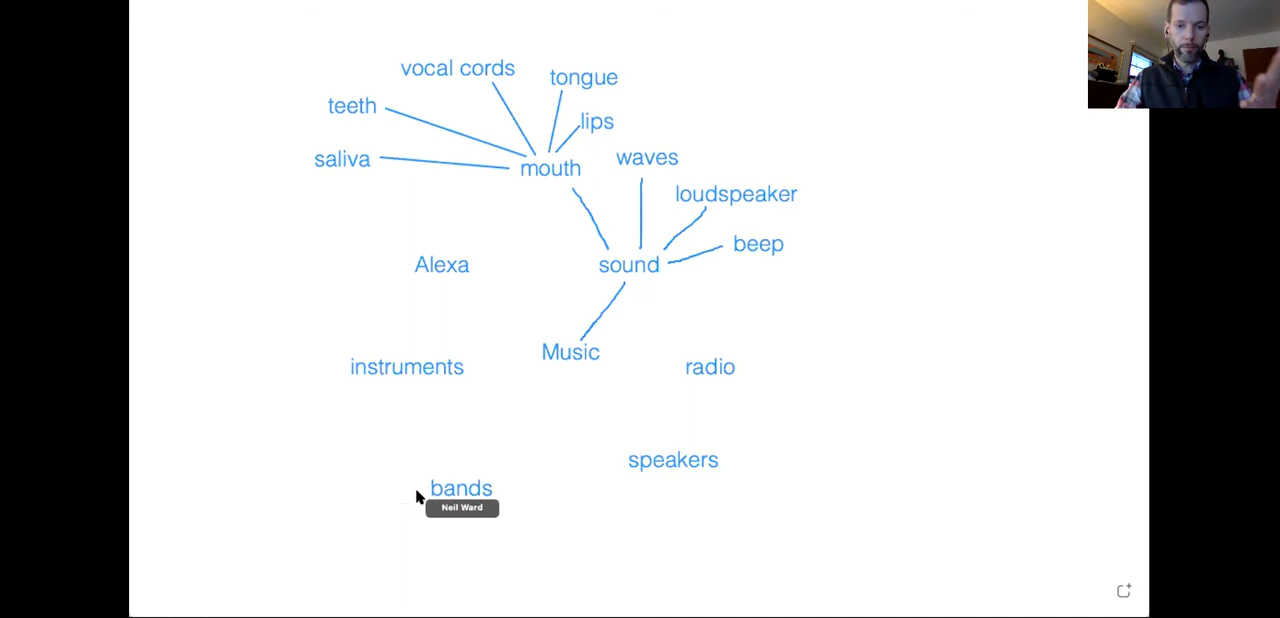 vocal cords
tongue
teeth
lips
saliva
waves
mouth
loudspeaker
beep
Alexa
sound
Music
instruments
radio
speakers
bands
Neil Ward